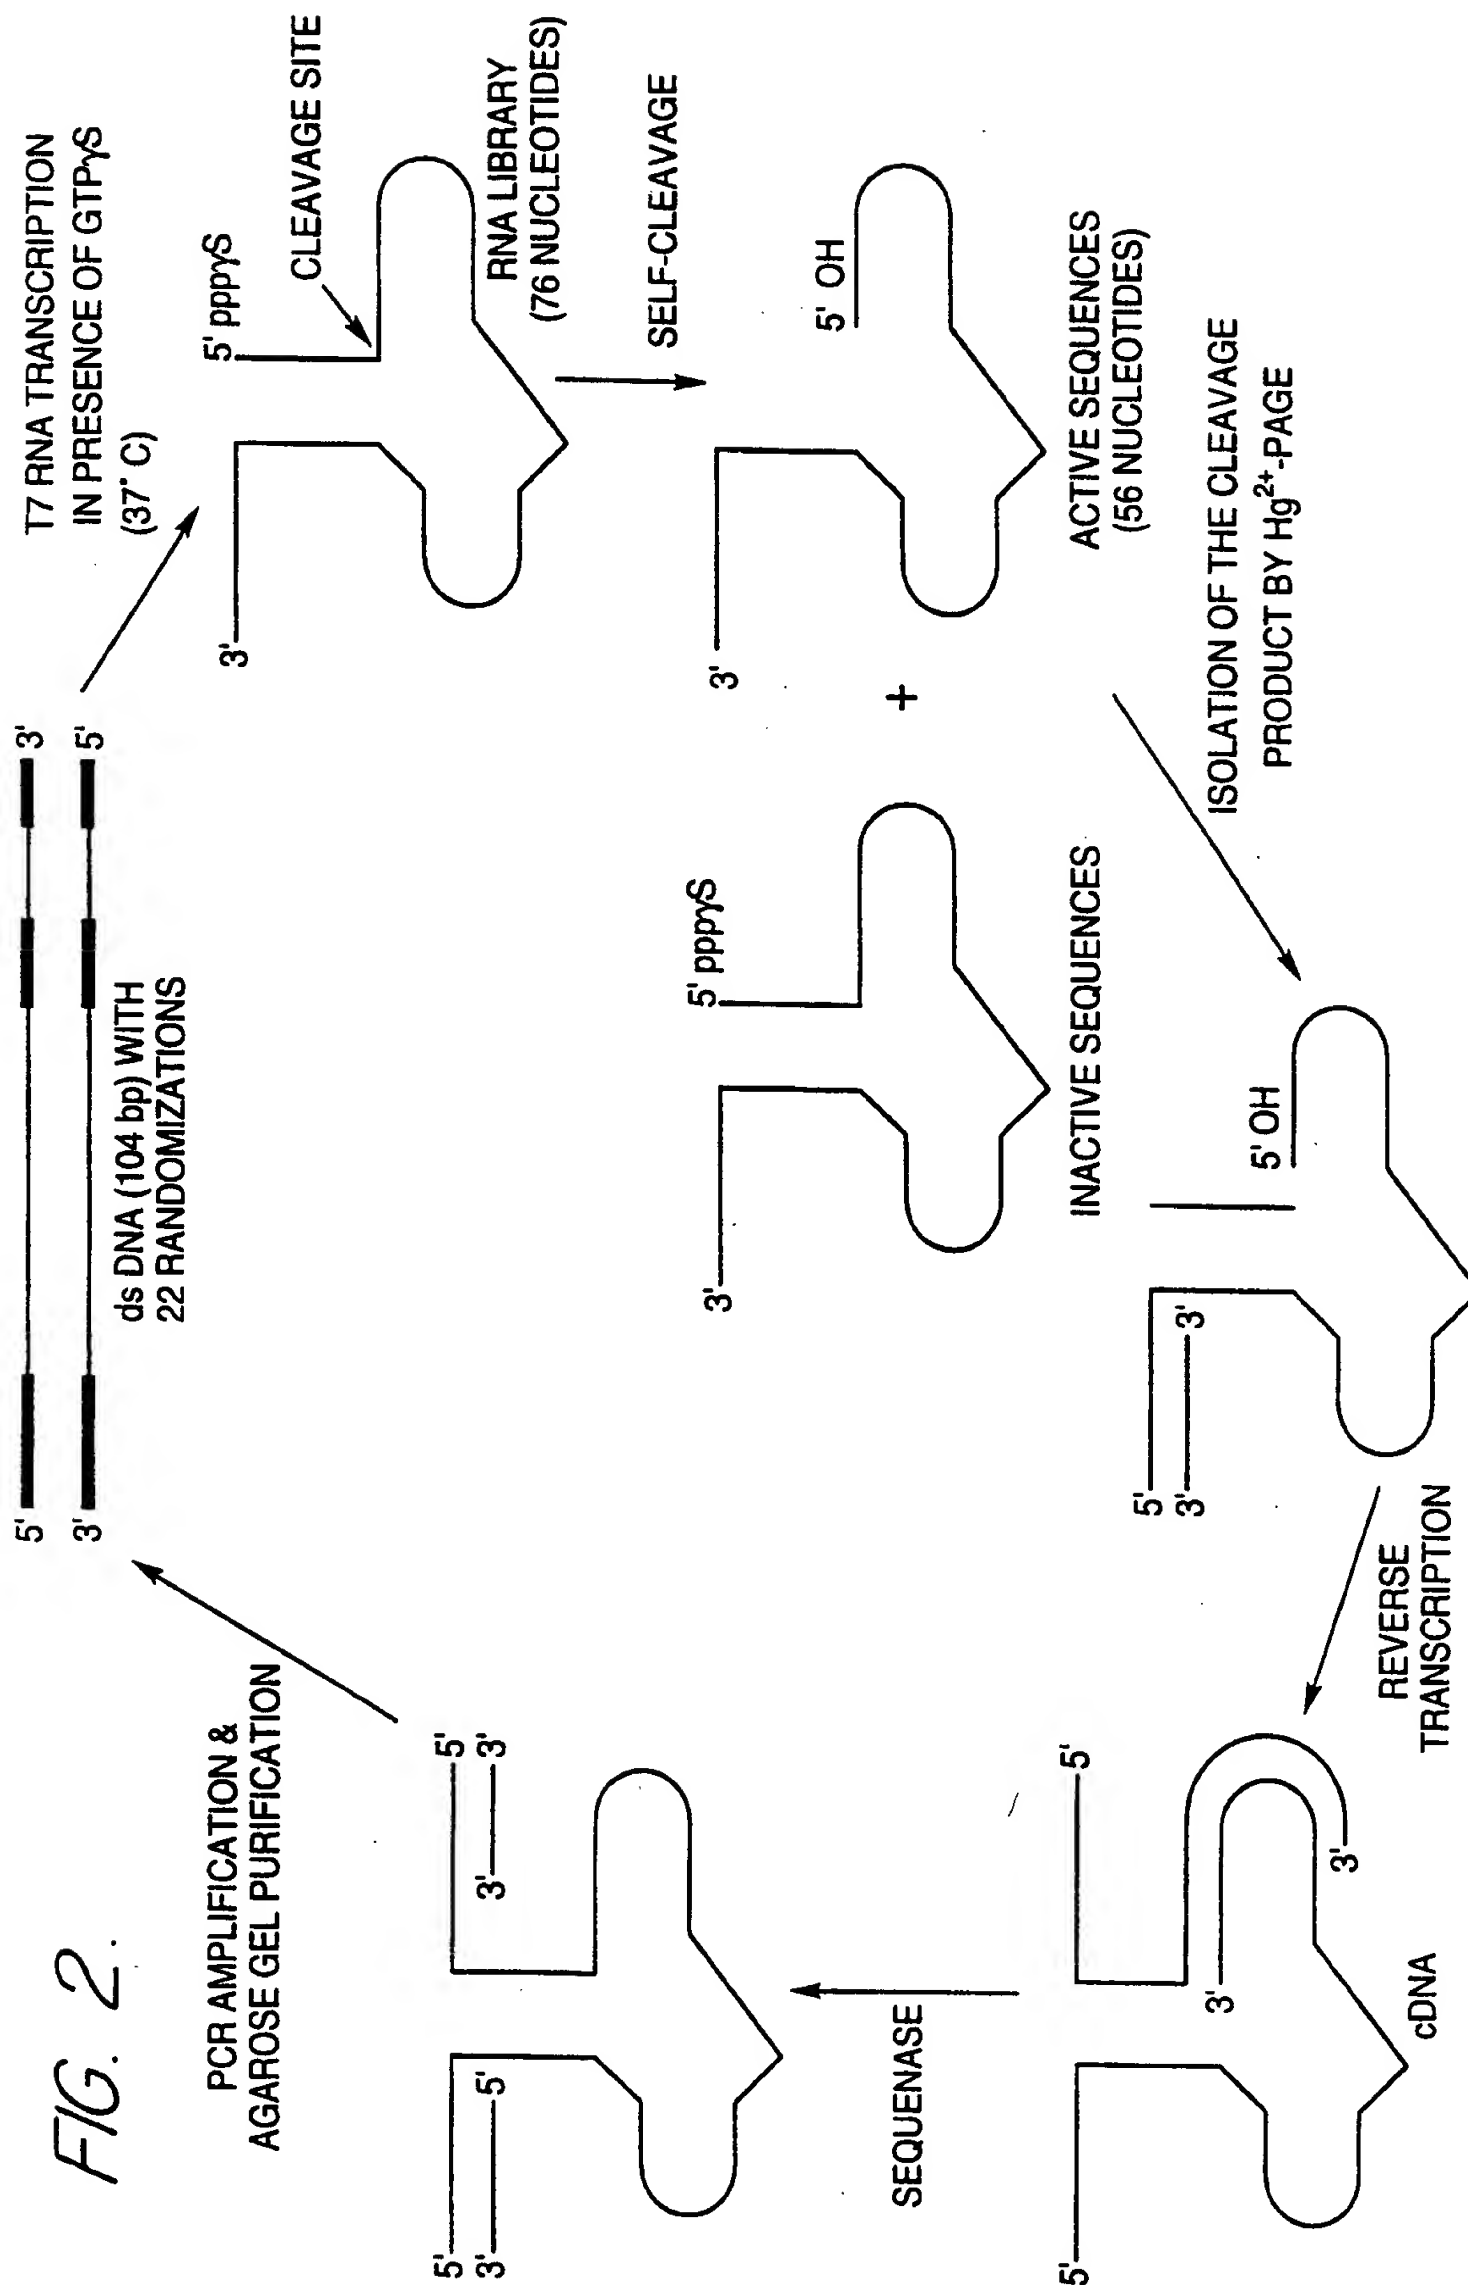 FIG. 2.
5'
3'
3'
5'
ds DNA (104 bp) WITH
22 RANDOMIZATIONS
T7 RNA TRANSCRIPTION
IN PRESENCE OF GTPγS
(37° C)
3'
5' pppγS
CLEAVAGE SITE
RNA LIBRARY
(76 NUCLEOTIDES)
SELF-CLEAVAGE
3'
5' pppγS
INACTIVE SEQUENCES
+
3'
5' OH
ACTIVE SEQUENCES
(56 NUCLEOTIDES)
ISOLATION OF THE CLEAVAGE
PRODUCT BY Hg²⁺-PAGE
5'
3'
3'
5' OH
REVERSE
TRANSCRIPTION
5'
5'
3'
3'
cDNA
SEQUENASE
5'
3'
5'
5'
3'
3'
PCR AMPLIFICATION &
AGAROSE GEL PURIFICATION